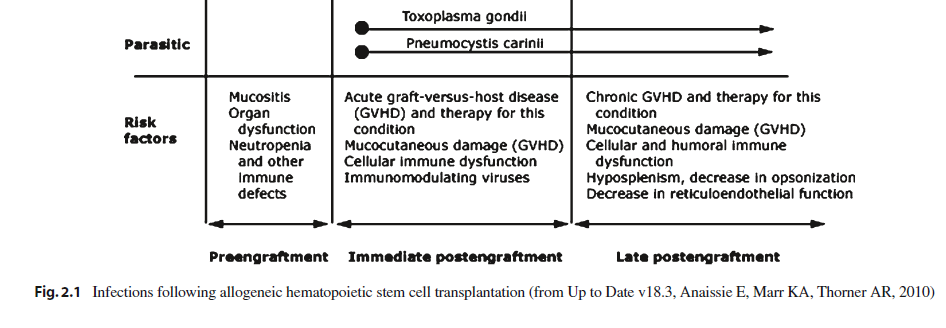 Toxoplasma gondii
Parasitic
Pneumocystis carinii
Risk
factors
Mucositis
Organ
dysfunction
Neutropenia
and other
immune
defects
Acute graft-versus-host disease
(GVHD) and therapy for this
condition
Mucocutaneous damage (GVHD)
Cellular immune dysfunction
Immunomodulating viruses
Chronic GVHD and therapy for this
condition
Mucocutaneous damage (GVHD)
Cellular and humoral immune
dysfunction
Hyposplenism, decrease in opsonization
Decrease in reticuloendothelial function
Preengraftment
Immediate postengraftment
Late postengraftment
Fig. 2.1 Infections following allogeneic hematopoietic stem cell transplantation (from Up to Date v18.3, Anaissie E, Marr KA, Thorner AR, 2010)